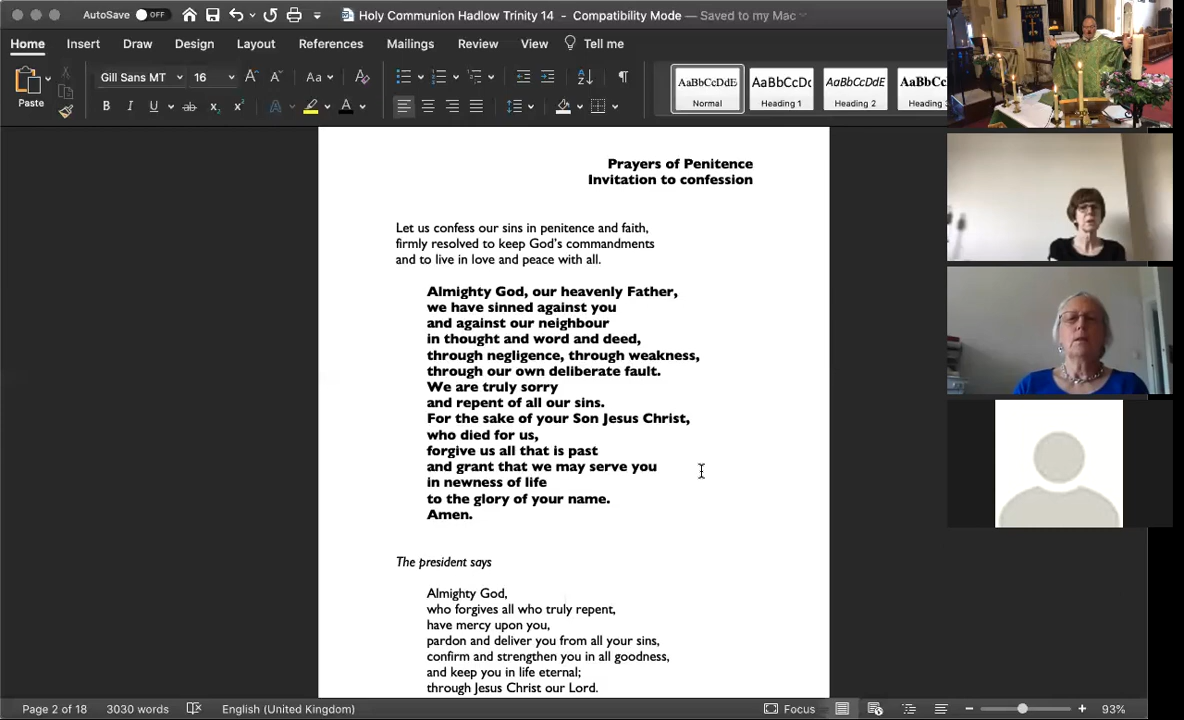 AutoSave OFF
Holy Communion Hadlow Trinity 14 - Compatibility Mode — Saved to my Mac
Home Insert Draw Design Layout References Mailings Review View Tell me
Paste
Gill Sans MT 16
AaBbCcDdE AaBbCcDc AaBbCcDdE AaBbCc
Normal Heading 1 Heading 2 Heading
Prayers of Penitence
Invitation to confession
Let us confess our sins in penitence and faith,
firmly resolved to keep God's commandments
and to live in love and peace with all.
Almighty God, our heavenly Father,
we have sinned against you
and against our neighbour
in thought and word and deed,
through negligence, through weakness,
through our own deliberate fault.
We are truly sorry
and repent of all our sins.
For the sake of your Son Jesus Christ,
who died for us,
forgive us all that is past
and grant that we may serve you
in newness of life
to the glory of your name.
Amen.
The president says
Almighty God,
who forgives all who truly repent,
have mercy upon you,
pardon and deliver you from all your sins,
confirm and strengthen you in all goodness,
and keep you in life eternal;
through Jesus Christ our Lord.
Page 2 of 18 3030 words English (United Kingdom) Focus 93%